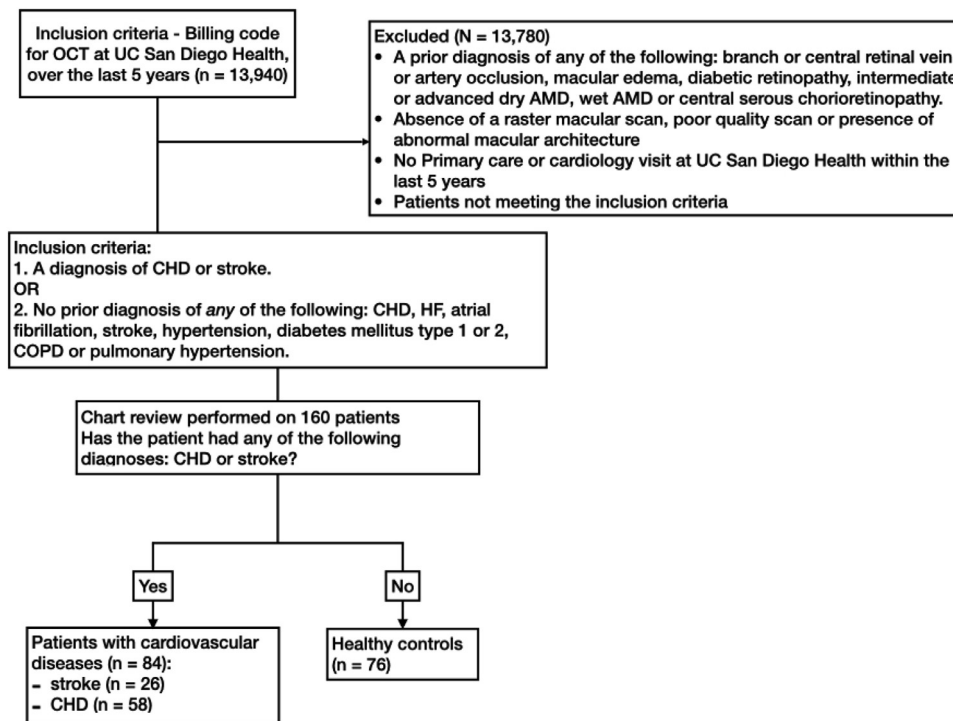 Inclusion criteria - Billing code
for OCT at UC San Diego Health,
over the last 5 years (n = 13,940)
Excluded (N = 13,780)
• A prior diagnosis of any of the following: branch or central retinal vein
or artery occlusion, macular edema, diabetic retinopathy, intermediate
or advanced dry AMD, wet AMD or central serous chorioretinopathy.
• Absence of a raster macular scan, poor quality scan or presence of
abnormal macular architecture
• No Primary care or cardiology visit at UC San Diego Health within the
last 5 years
• Patients not meeting the inclusion criteria
Inclusion criteria:
1. A diagnosis of CHD or stroke.
OR
2. No prior diagnosis of any of the following: CHD, HF, atrial
fibrillation, stroke, hypertension, diabetes mellitus type 1 or 2,
COPD or pulmonary hypertension.
Chart review performed on 160 patients
Has the patient had any of the following
diagnoses: CHD or stroke?
Yes
No
Patients with cardiovascular
diseases (n = 84):
- stroke (n = 26)
- CHD (n = 58)
Healthy controls
(n = 76)